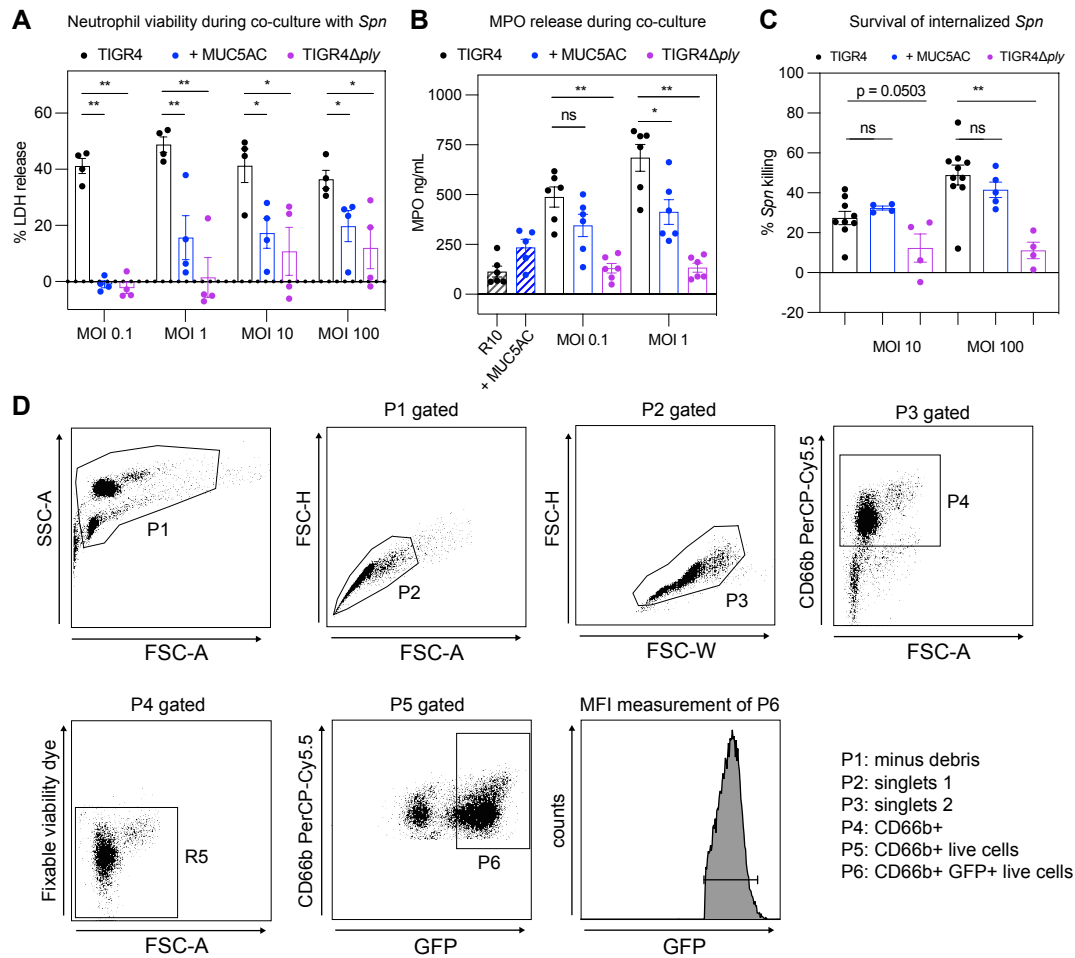 A
Neutrophil viability during co-culture with Spn
TIGR4 + MUC5AC TIGR4Δply
** ** * *
** ** * *
% LDH release
60
40
20
0
MOI 0.1 MOI 1 MOI 10 MOI 100
B
MPO release during co-culture
TIGR4 + MUC5AC TIGR4Δply
** **
ns *
MPO ng/mL
1000
750
500
250
0
R10
+ MUC5AC
MOI 0.1 MOI 1
C
Survival of internalized Spn
TIGR4 + MUC5AC TIGR4Δply
p = 0.0503 **
ns ns
% Spn killing
100
80
60
40
20
0
-20
MOI 10 MOI 100
D
SSC-A
P1
FSC-A
P1 gated
FSC-H
P2
FSC-A
P2 gated
FSC-H
P3
FSC-W
P3 gated
CD66b PerCP-Cy5.5
P4
FSC-A
P4 gated
Fixable viability dye
R5
FSC-A
P5 gated
CD66b PerCP-Cy5.5
P6
GFP
MFI measurement of P6
counts
GFP
P1: minus debris
P2: singlets 1
P3: singlets 2
P4: CD66b+
P5: CD66b+ live cells
P6: CD66b+ GFP+ live cells